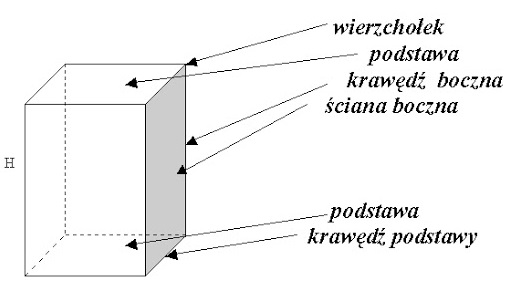 wierzchołek
podstawa
krawędź boczna
ściana boczna
H
podstawa
krawędź podstawy